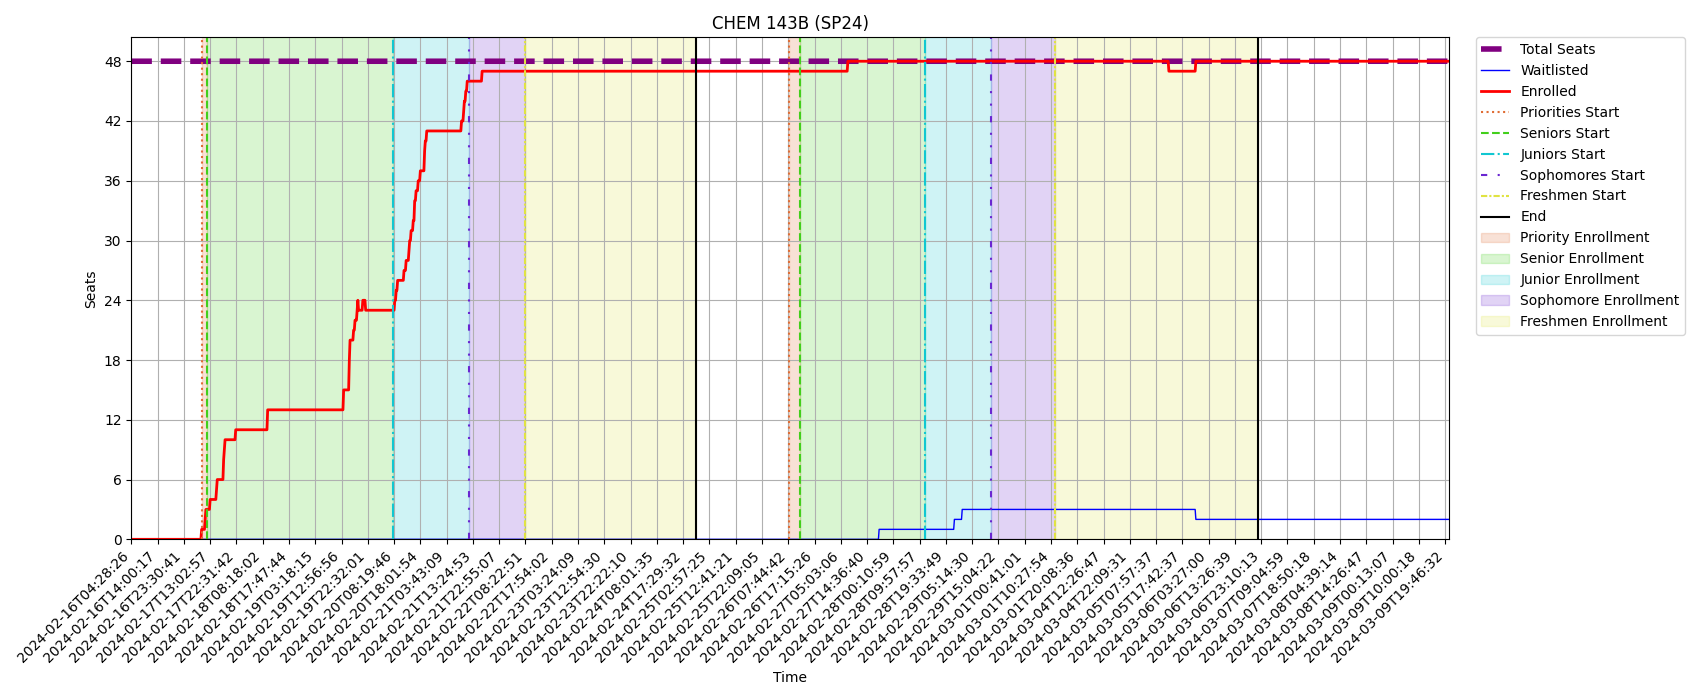 CHEM 143B (SP24)
Seats
48
42
36
30
24
18
12
6
0
2024-02-16T04:28:26
2024-02-16T14:00:17
2024-02-16T23:30:41
2024-02-17T13:02:57
2024-02-17T22:31:42
2024-02-18T08:18:02
2024-02-18T17:47:44
2024-02-19T03:18:15
2024-02-19T12:56:56
2024-02-19T22:32:01
2024-02-20T08:19:46
2024-02-20T18:01:54
2024-02-21T03:43:09
2024-02-21T13:24:53
2024-02-21T22:55:07
2024-02-22T08:22:51
2024-02-22T17:54:02
2024-02-23T03:24:09
2024-02-23T12:54:30
2024-02-23T22:22:10
2024-02-24T08:01:35
2024-02-24T17:29:32
2024-02-25T02:57:25
2024-02-25T12:41:21
2024-02-25T22:09:05
2024-02-26T07:44:42
2024-02-26T17:15:26
2024-02-27T05:03:06
2024-02-27T14:36:40
2024-02-28T00:10:59
2024-02-28T09:57:57
2024-02-28T19:33:49
2024-02-29T05:14:30
2024-02-29T15:04:22
2024-03-01T00:41:01
2024-03-01T10:27:54
2024-03-01T20:08:36
2024-03-04T12:26:47
2024-03-04T22:09:31
2024-03-05T07:57:37
2024-03-05T17:42:37
2024-03-06T03:27:00
2024-03-06T13:26:39
2024-03-06T23:10:13
2024-03-07T09:04:59
2024-03-07T18:50:18
2024-03-08T04:39:14
2024-03-08T14:26:47
2024-03-09T00:13:07
2024-03-09T10:00:18
2024-03-09T19:46:32
Time
Total Seats
Waitlisted
Enrolled
Priorities Start
Seniors Start
Juniors Start
Sophomores Start
Freshmen Start
End
Priority Enrollment
Senior Enrollment
Junior Enrollment
Sophomore Enrollment
Freshmen Enrollment